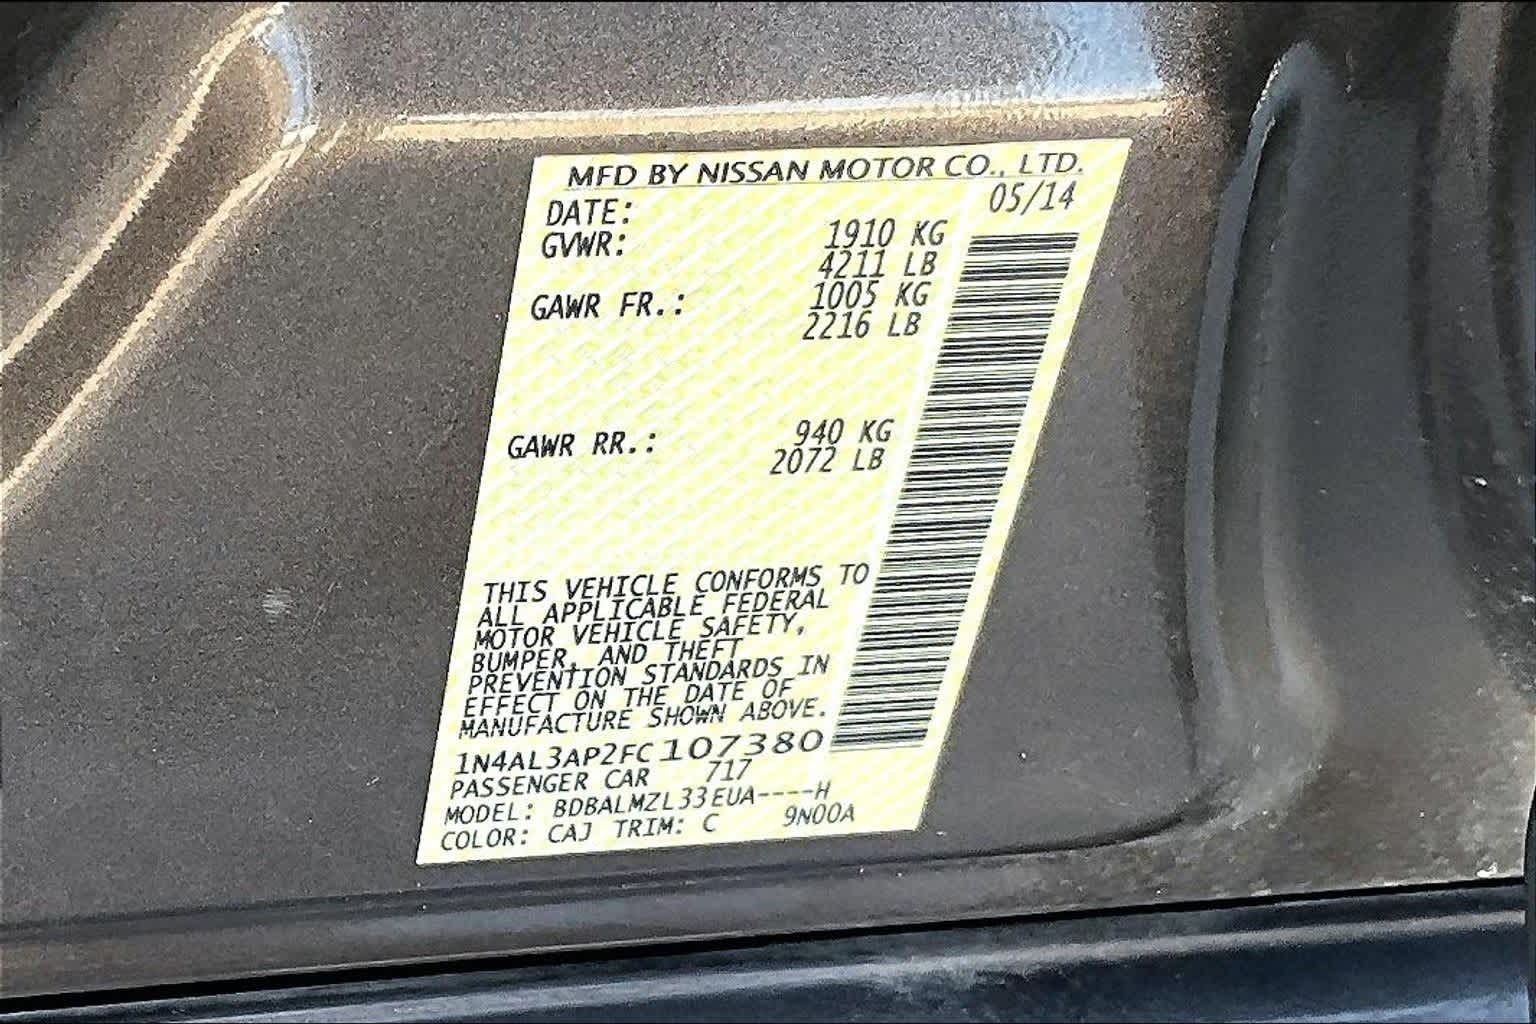 MFD BY NISSAN MOTOR CO., LTD.
DATE: 05/14
GVWR: 1910 KG
4211 LB
GAWR FR.: 1005 KG
2216 LB
GAWR RR.: 940 KG
2072 LB
THIS VEHICLE CONFORMS TO
ALL APPLICABLE FEDERAL
MOTOR VEHICLE SAFETY,
BUMPER, AND THEFT
PREVENTION STANDARDS IN
EFFECT ON THE DATE OF
MANUFACTURE SHOWN ABOVE.
1N4AL3AP2FC107380
PASSENGER CAR 717
MODEL: BDBALMZL33EUA----H
COLOR: CAJ TRIM: C 9N00A